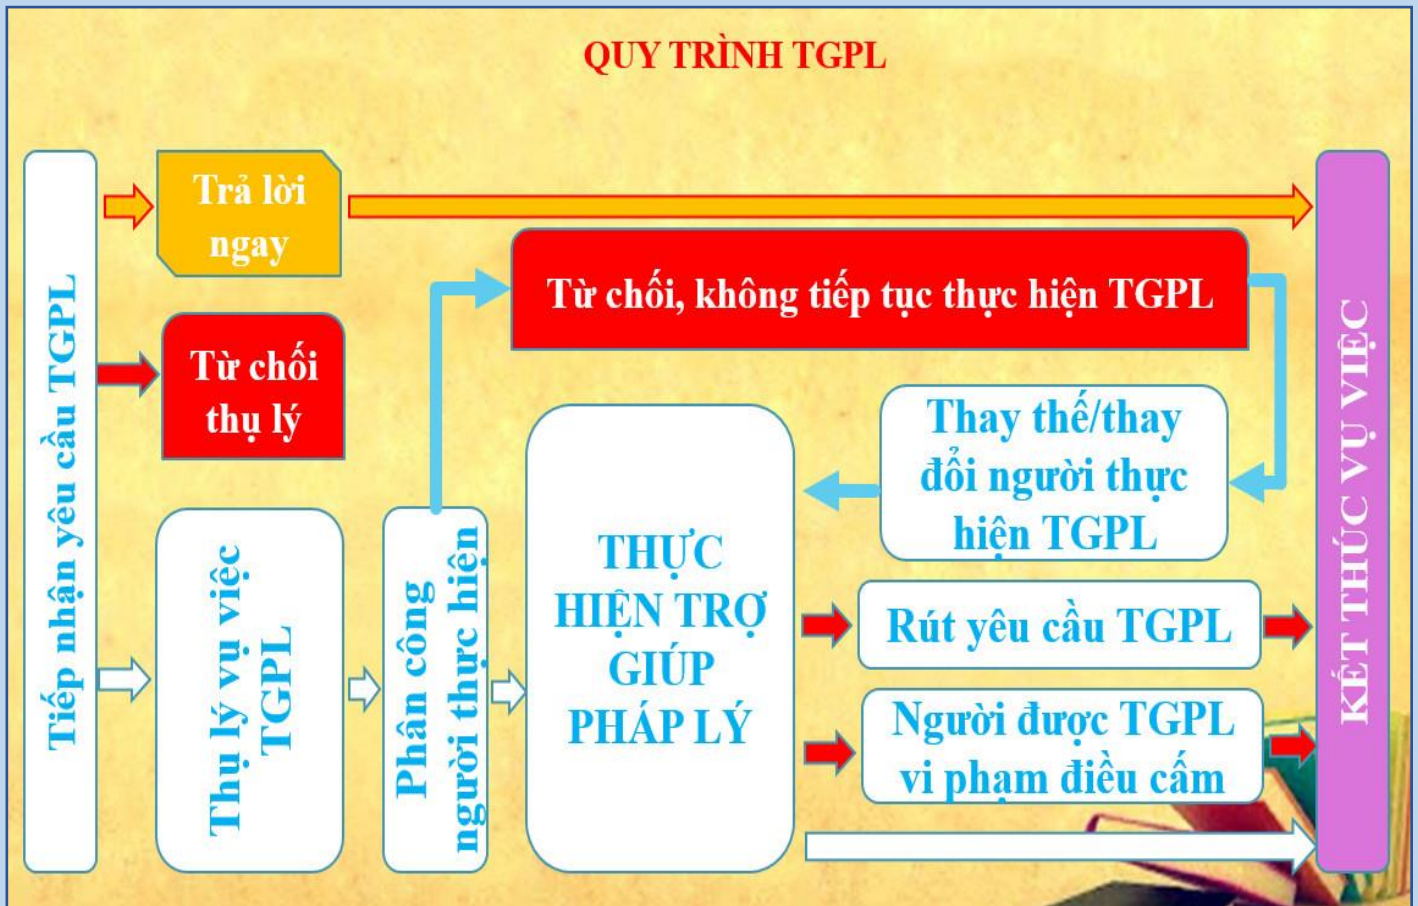 QUY TRÌNH TGPL
Tiếp nhận yêu cầu TGPL
Trả lời
ngay
Từ chối
thụ lý
Thụ lý vụ việc
TGPL
Phân công
người thực hiện
Từ chối, không tiếp tục thực hiện TGPL
THỰC
HIỆN TRỢ
GIÚP
PHÁP LÝ
Thay thế/thay
đổi người thực
hiện TGPL
Rút yêu cầu TGPL
Người được TGPL
vi phạm điều cấm
KẾT THÚC VỤ VIỆC